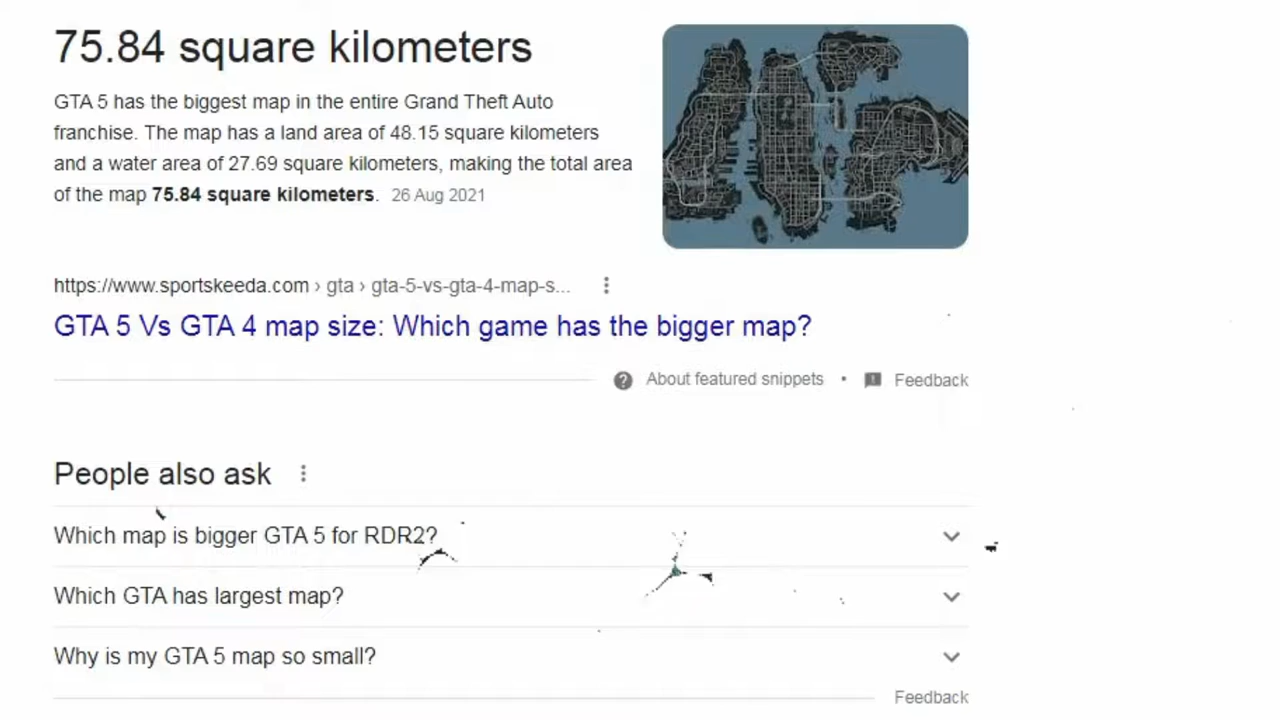 75.84 square kilometers
GTA 5 has the biggest map in the entire Grand Theft Auto
franchise. The map has a land area of 48.15 square kilometers
and a water area of 27.69 square kilometers, making the total area
of the map 75.84 square kilometers. 26 Aug 2021
https://www.sportskeeda.com › gta › gta-5-vs-gta-4-map-s...
GTA 5 Vs GTA 4 map size: Which game has the bigger map?
About featured snippets • Feedback
People also ask
Which map is bigger GTA 5 for RDR2?
Which GTA has largest map?
Why is my GTA 5 map so small?
Feedback